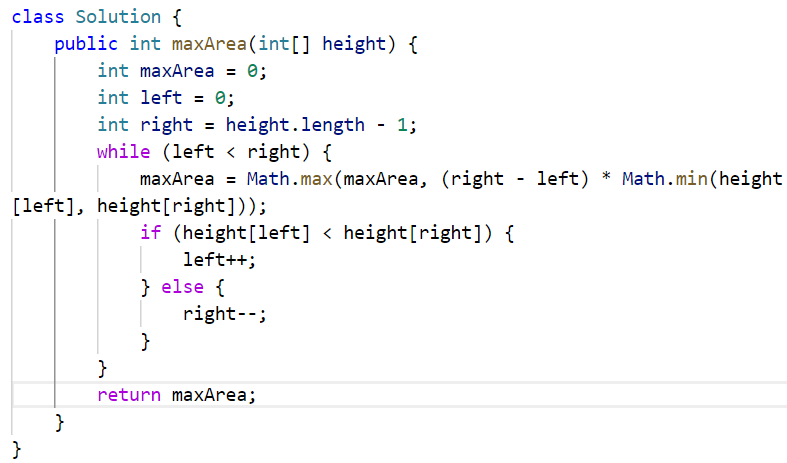 class Solution {
    public int maxArea(int[] height) {
        int maxArea = 0;
        int left = 0;
        int right = height.length - 1;
        while (left < right) {
            maxArea = Math.max(maxArea, (right - left) * Math.min(height
[left], height[right]));
            if (height[left] < height[right]) {
                left++;
            } else {
                right--;
            }
        }
        return maxArea;
    }
}